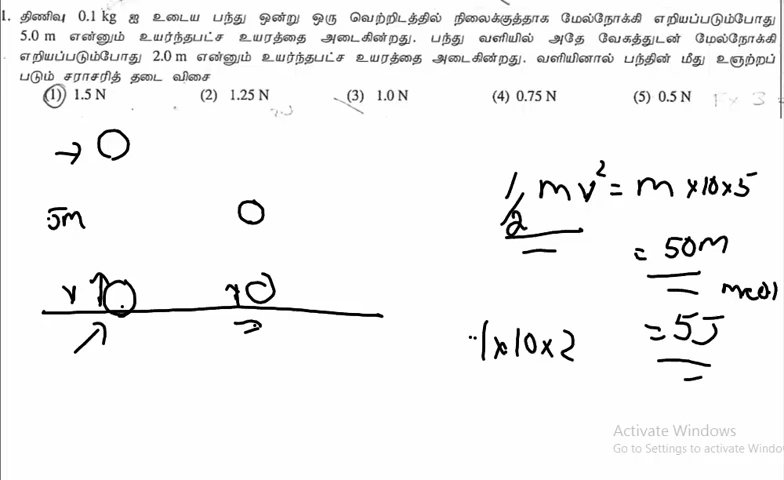 1. திணிவு 0.1 kg ஐ உடைய பந்து ஒன்று ஒரு வெற்றிடத்தில் நிலைக்குத்தாக மேல்நோக்கி எறியப்படும்போது
5.0 m என்னும் உயர்ந்தபட்ச உயரத்தை அடைகின்றது. பந்து வளியில் அதே வேகத்துடன் மேல்நோக்கி
எறியப்படும்போது 2.0 m என்னும் உயர்ந்தபட்ச உயரத்தை அடைகின்றது. வளியினால் பந்தின் மீது உஞற்றப்
படும் சராசரித் தடை விசை
(1) 1.5 N (2) 1.25 N (3) 1.0 N (4) 0.75 N (5) 0.5 N
1/2 mv² = m×10×5
5m
= 50m
v
= 5J
.1×10×2
Activate Windows
Go to Settings to activate Windo